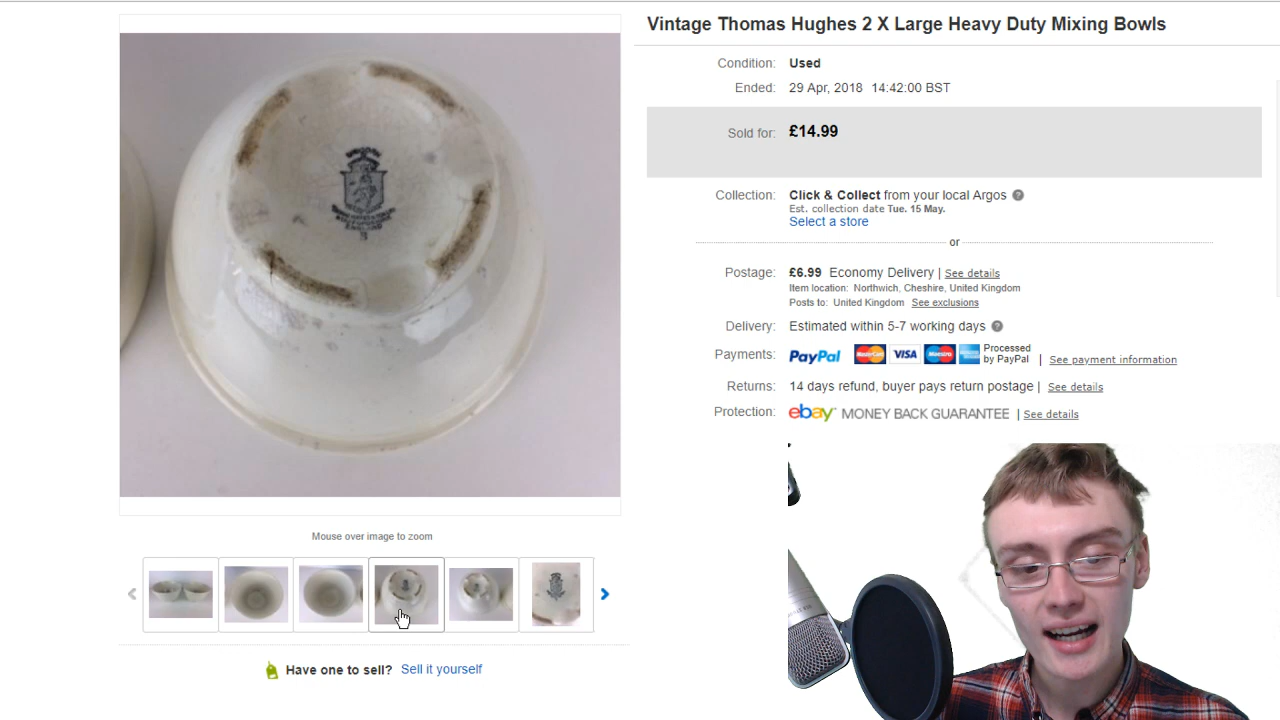 Vintage Thomas Hughes 2 X Large Heavy Duty Mixing Bowls
Condition: Used
Ended: 29 Apr, 2018 14:42:00 BST
Sold for: £14.99
Collection: Click & Collect from your local Argos ?
Est. collection date Tue. 15 May.
Select a store
or
Postage: £6.99 Economy Delivery | See details
Item location: Northwich, Cheshire, United Kingdom
Posts to: United Kingdom See exclusions
Delivery: Estimated within 5-7 working days ?
Payments: PayPal MasterCard VISA Maestro Processed by PayPal | See payment information
Returns: 14 days refund, buyer pays return postage | See details
Protection: ebay MONEY BACK GUARANTEE | See details
ENGLAND
Mouse over image to zoom
Have one to sell? Sell it yourself